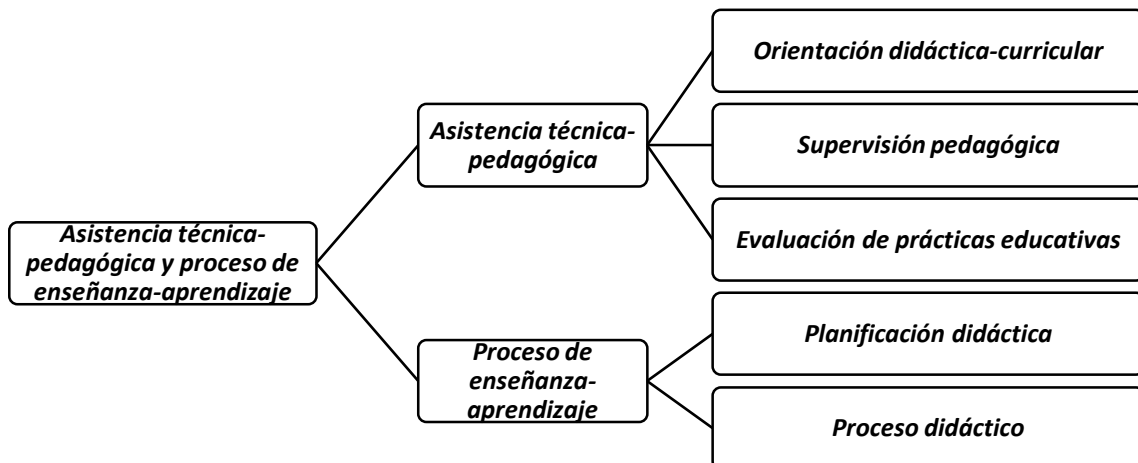 Asistencia técnica-
pedagógica y proceso de
enseñanza-aprendizaje
Asistencia técnica-
pedagógica
Orientación didáctica-curricular
Supervisión pedagógica
Evaluación de prácticas educativas
Proceso de
enseñanza-
aprendizaje
Planificación didáctica
Proceso didáctico